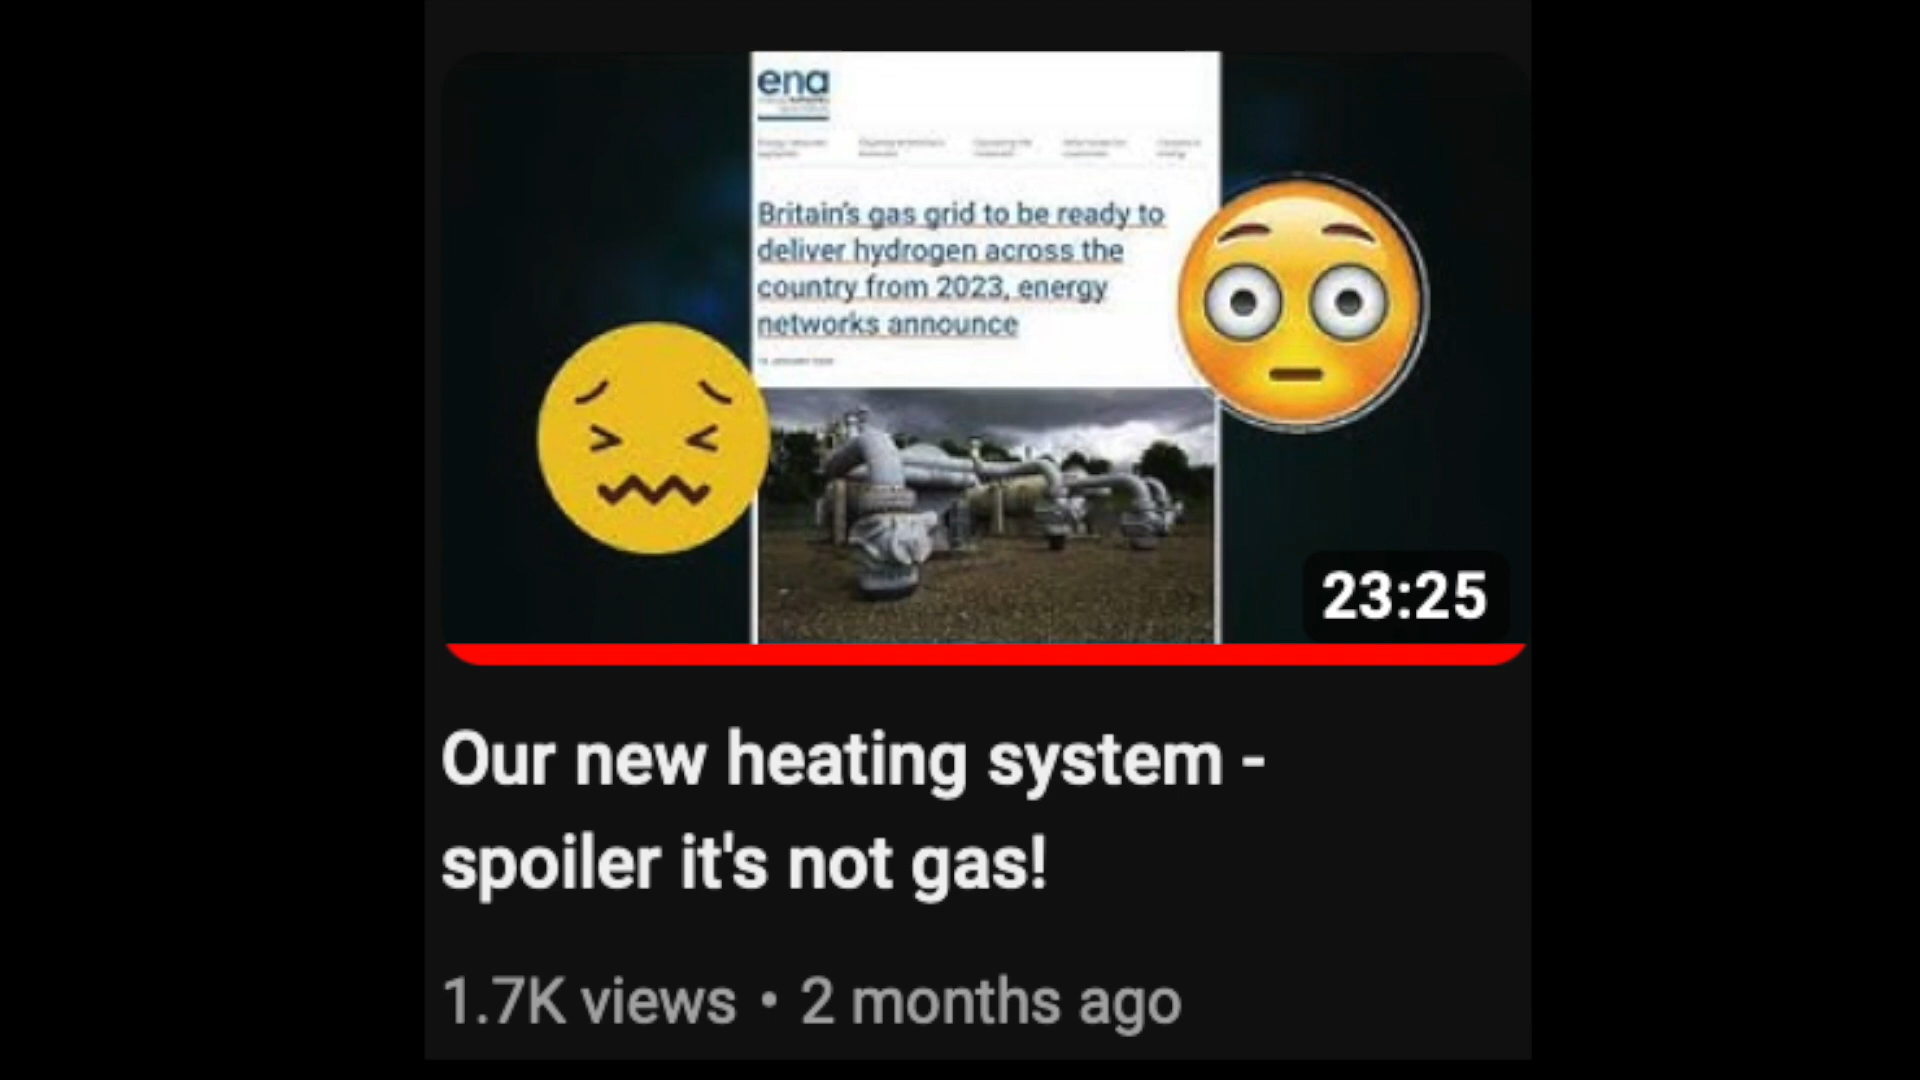 ena
Britain's gas grid to be ready to
deliver hydrogen across the
country from 2023, energy
networks announce
23:25
Our new heating system -
spoiler it's not gas!
1.7K views • 2 months ago